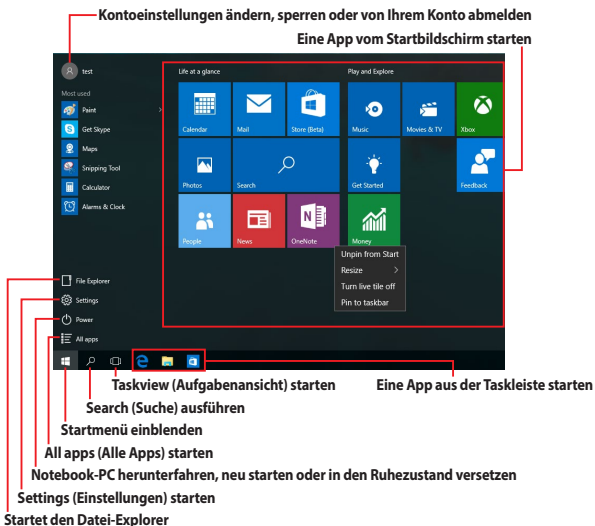 Kontoeinstellungen ändern, sperren oder von Ihrem Konto abmelden
Eine App vom Startbildschirm starten
test
Life at a glance
Play and Explore
Most used
Paint
Get Skype
Maps
Snipping Tool
Calculator
Alarms & Clock
Calendar
Mail
Store (Beta)
Music
Movies & TV
Xbox
Photos
Search
Get Started
Feedback
People
News
OneNote
Money
Unpin from Start
Resize
Turn live tile off
Pin to taskbar
File Explorer
Settings
Power
All apps
Taskview (Aufgabenansicht) starten
Eine App aus der Taskleiste starten
Search (Suche) ausführen
Startmenü einblenden
All apps (Alle Apps) starten
Notebook-PC herunterfahren, neu starten oder in den Ruhezustand versetzen
Settings (Einstellungen) starten
Startet den Datei-Explorer